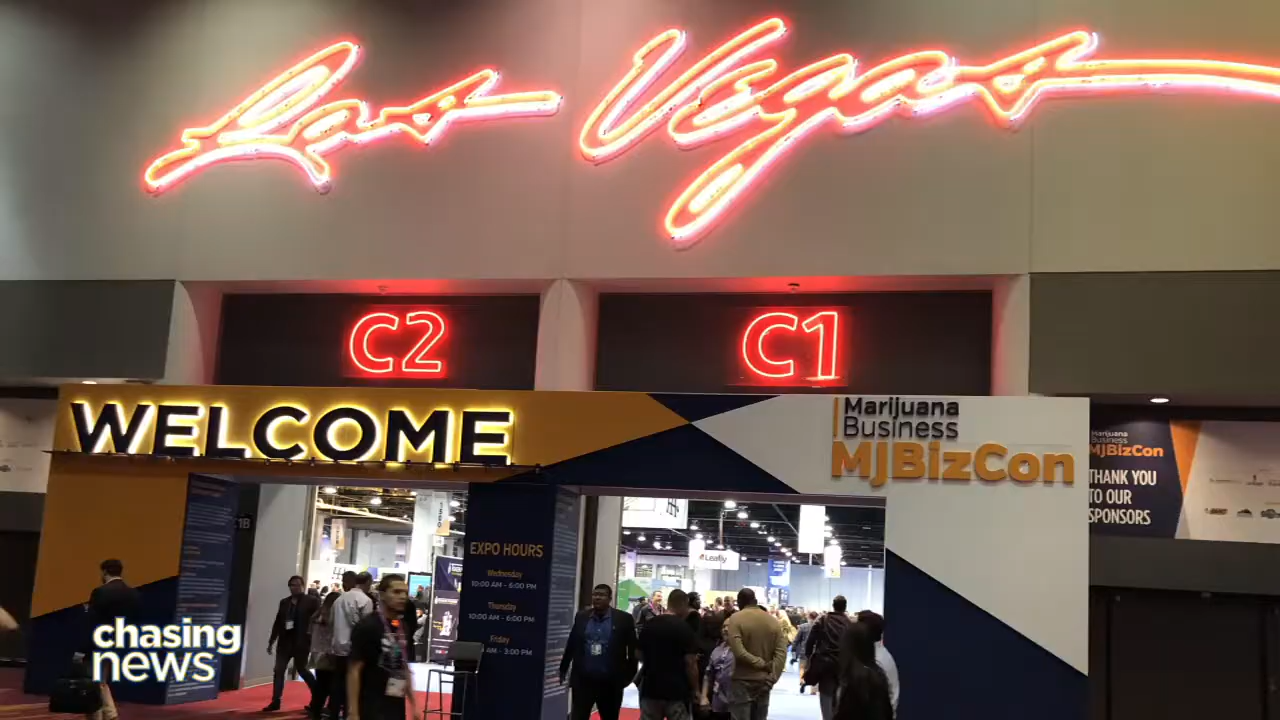 Las Vegas
C2
C1
WELCOME
Marijuana
Business
MJBizCon
Marijuana
Business
MJBizCon
THANK YOU
TO OUR
SPONSORS
C1B
EXPO HOURS
Wednesday
10:00 AM - 6:00 PM
Thursday
10:00 AM - 6:00 PM
Friday
AM - 3:00 PM
Leafly
chasing
news